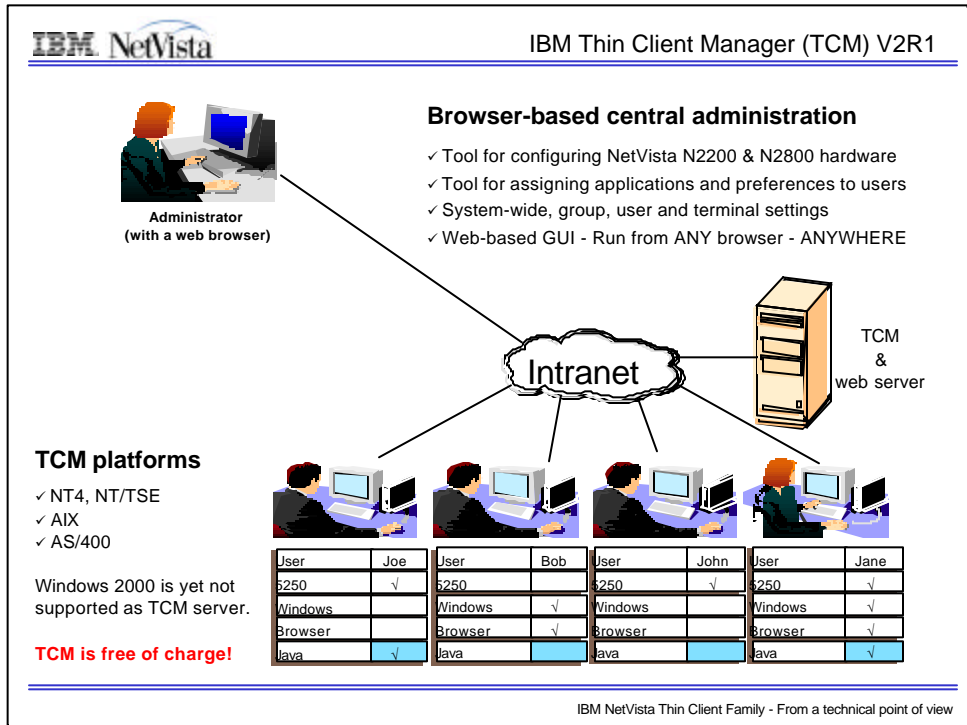 IBM NetVista
IBM Thin Client Manager (TCM) V2R1
Browser-based central administration
✓ Tool for configuring NetVista N2200 & N2800 hardware
✓ Tool for assigning applications and preferences to users
✓ System-wide, group, user and terminal settings
✓ Web-based GUI - Run from ANY browser - ANYWHERE
Administrator
(with a web browser)
Intranet
TCM
&
web server
TCM platforms
✓ NT4, NT/TSE
✓ AIX
✓ AS/400
Windows 2000 is yet not
supported as TCM server.
TCM is free of charge!
User Joe
5250 √
Windows
Browser
Java √
User Bob
5250
Windows √
Browser √
Java
User John
5250 √
Windows
Browser
Java
User Jane
5250 √
Windows √
Browser √
Java √
IBM NetVista Thin Client Family - From a technical point of view